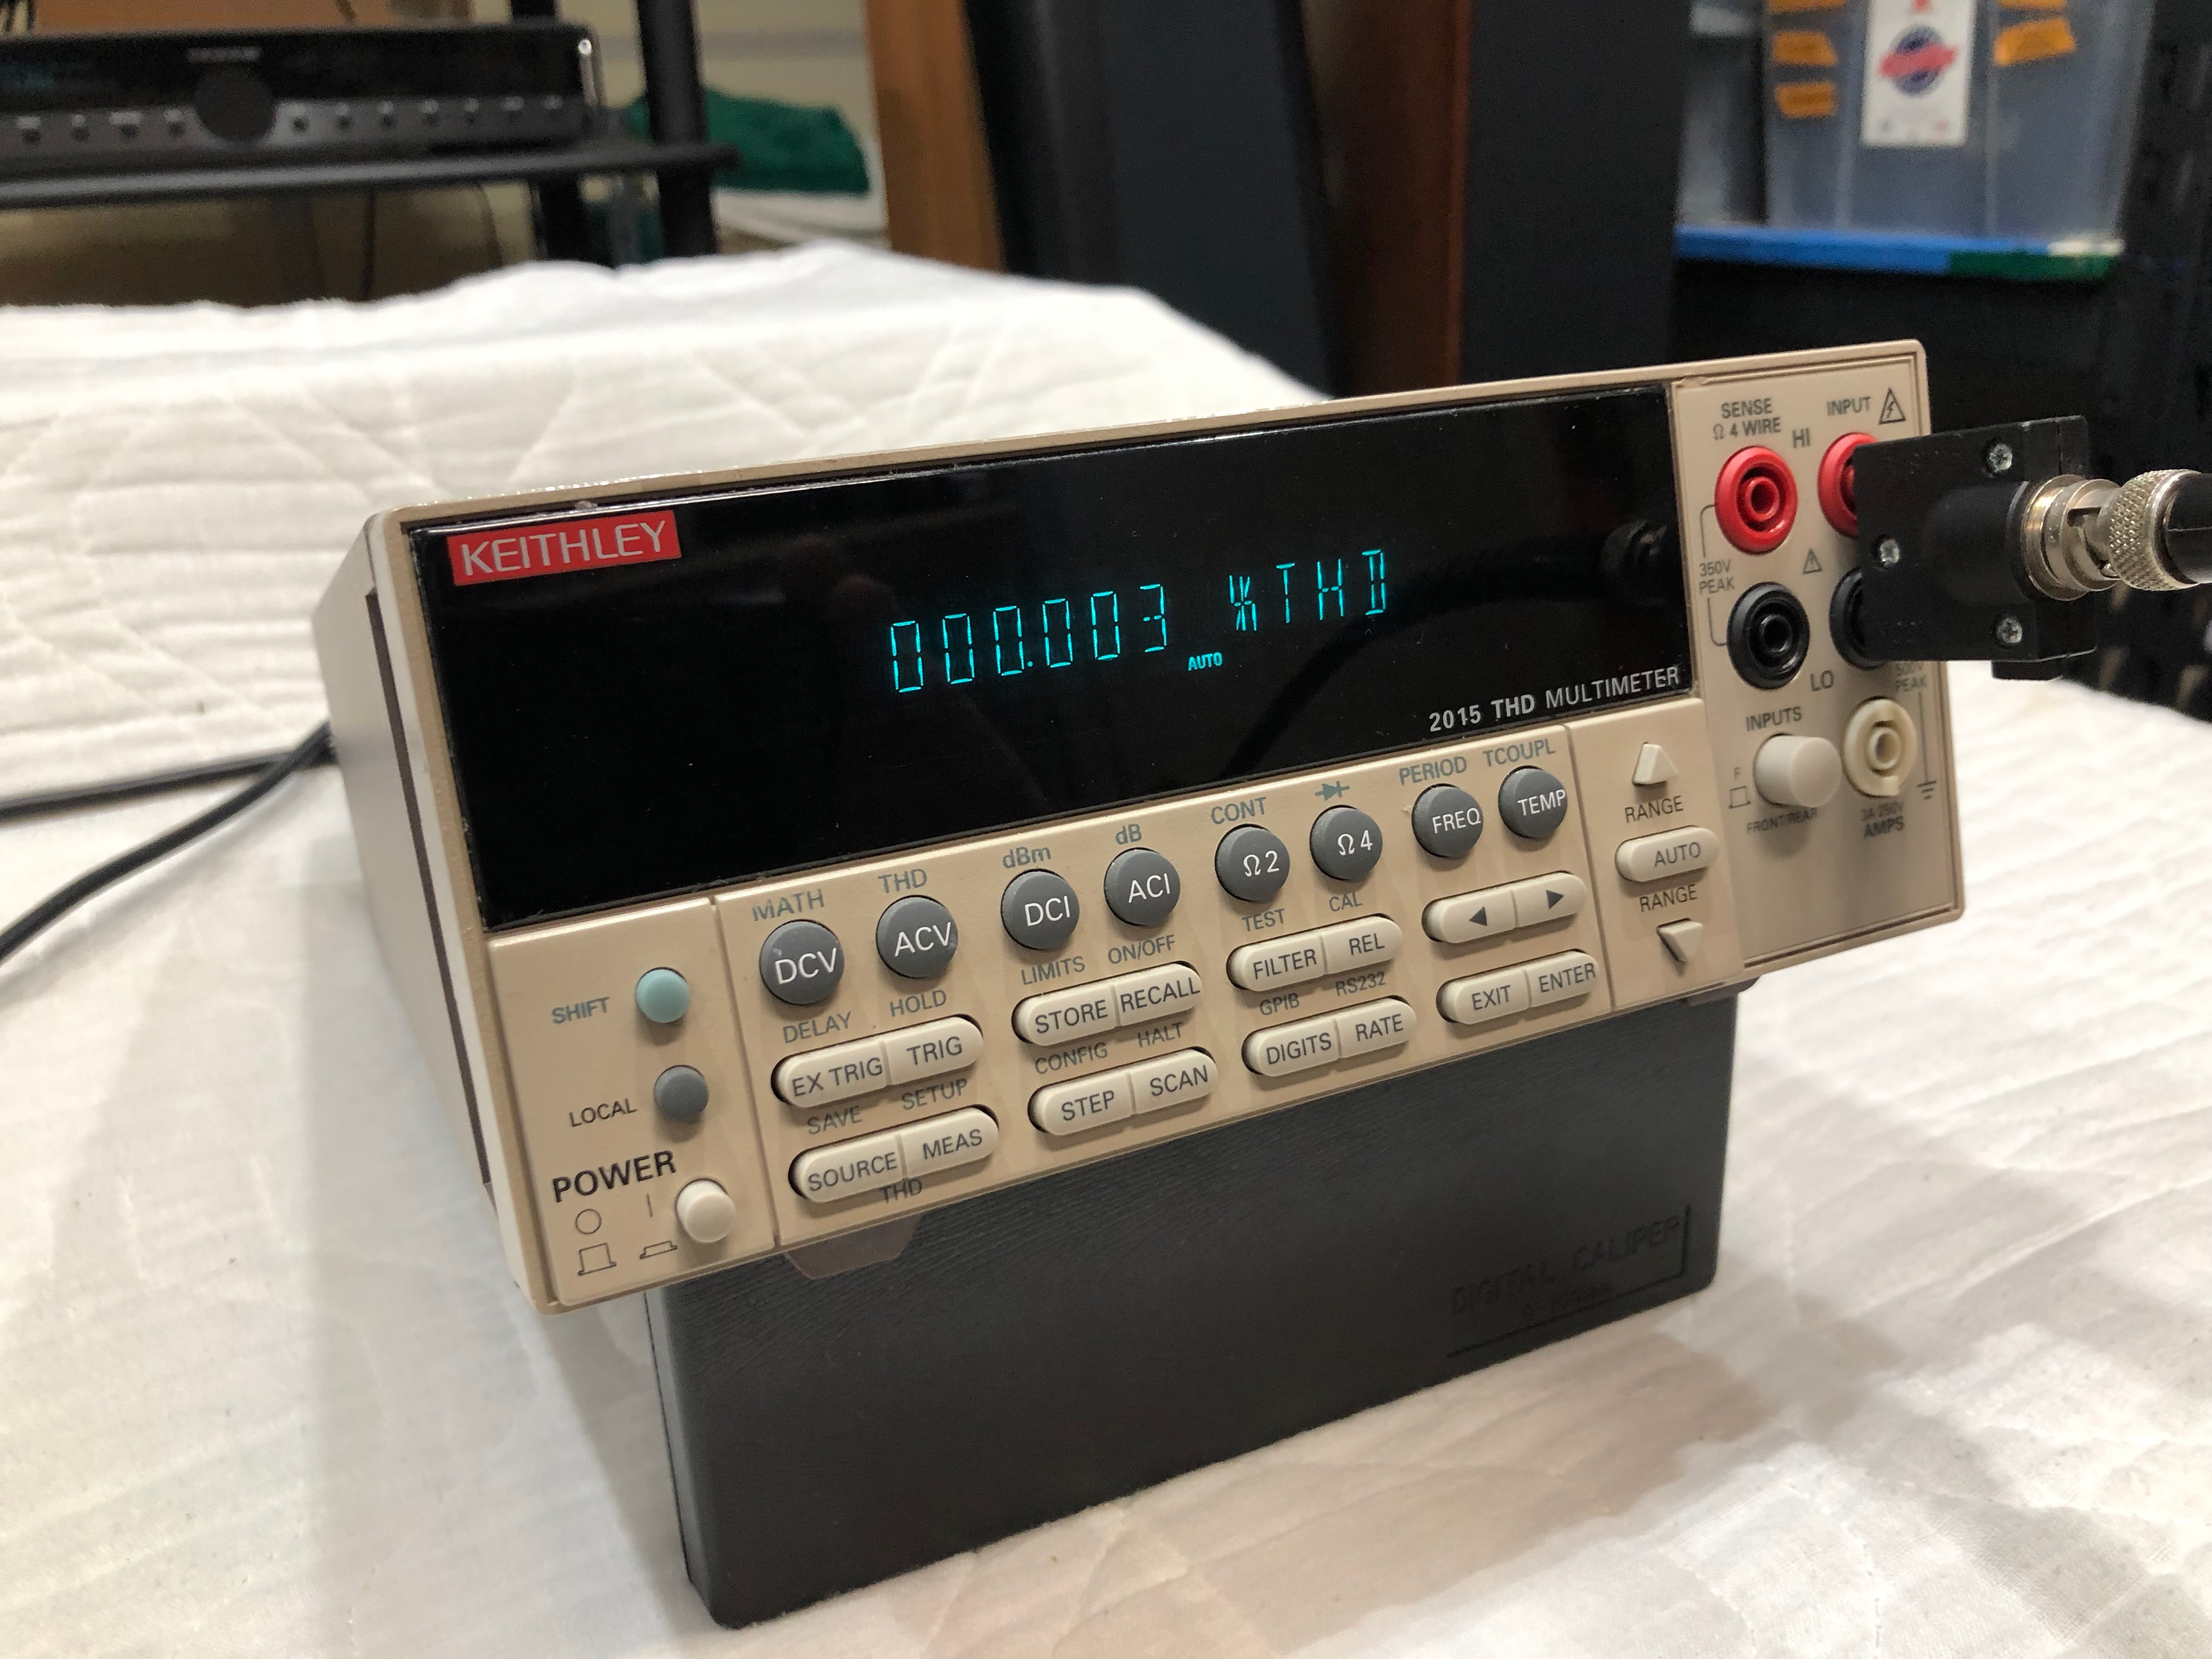 KEITHLEY
000.003 %THD
AUTO
2015 THD MULTIMETER
SENSE
Ω 4 WIRE
HI
INPUT
350V
PEAK
LO
PEAK
INPUTS
F
FRONT/REAR
3A 250V
AMPS
MATH
THD
dBm
dB
CONT
PERIOD
TCOUPL
DCV
ACV
DCI
ACI
Ω2
Ω4
FREQ
TEMP
RANGE
AUTO
RANGE
SHIFT
LOCAL
POWER
DELAY
HOLD
LIMITS
ON/OFF
TEST
CAL
EX TRIG
TRIG
STORE
RECALL
FILTER
REL
SAVE
SETUP
CONFIG
HALT
GPIB
RS232
SOURCE
MEAS
STEP
SCAN
DIGITS
RATE
EXIT
ENTER
THD
DIGITAL CALIPER